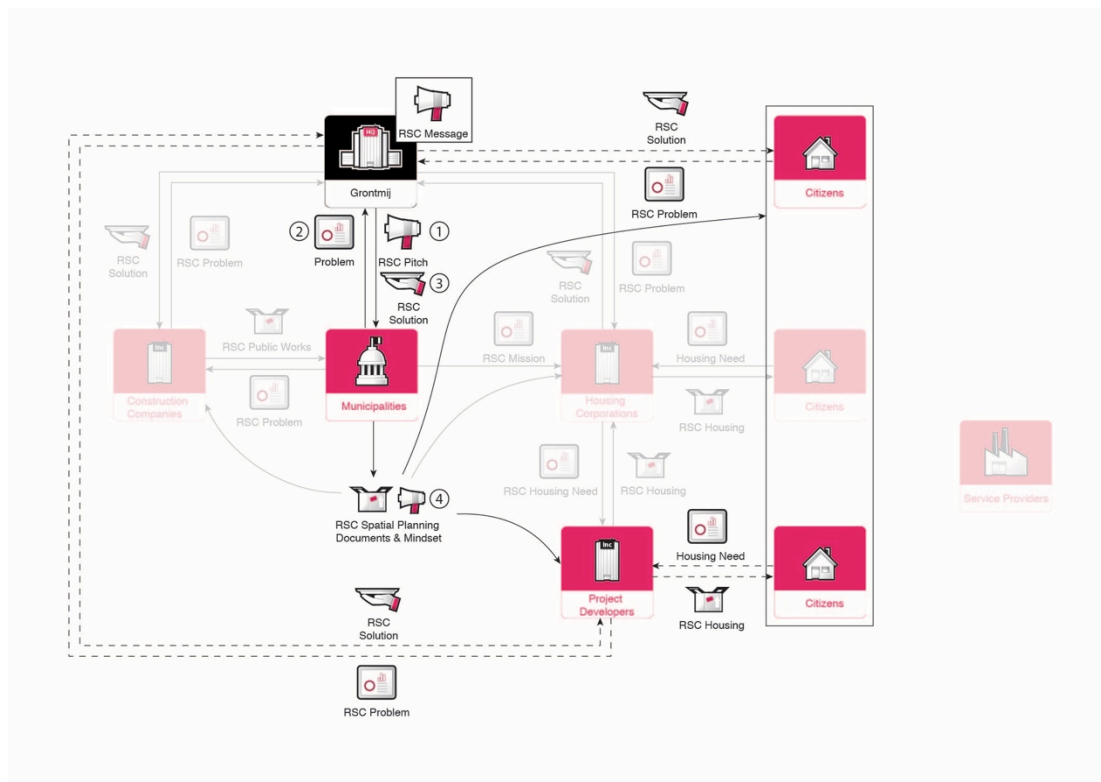 RSC Message
HQ
Grontmij
RSC
Solution
RSC Problem
Citizens
RSC
Solution
RSC Problem
2
Problem
1
RSC Pitch
3
RSC
Solution
RSC
Solution
RSC Problem
Inc
Construction
Companies
RSC Public Works
RSC Problem
Municipalities
RSC Mission
Inc
Housing
Corporations
Housing Need
RSC Housing
Citizens
Service Providers
4
RSC Spatial Planning
Documents & Mindset
RSC Housing Need
RSC Housing
Inc
Project
Developers
Housing Need
RSC Housing
Citizens
RSC
Solution
RSC Problem